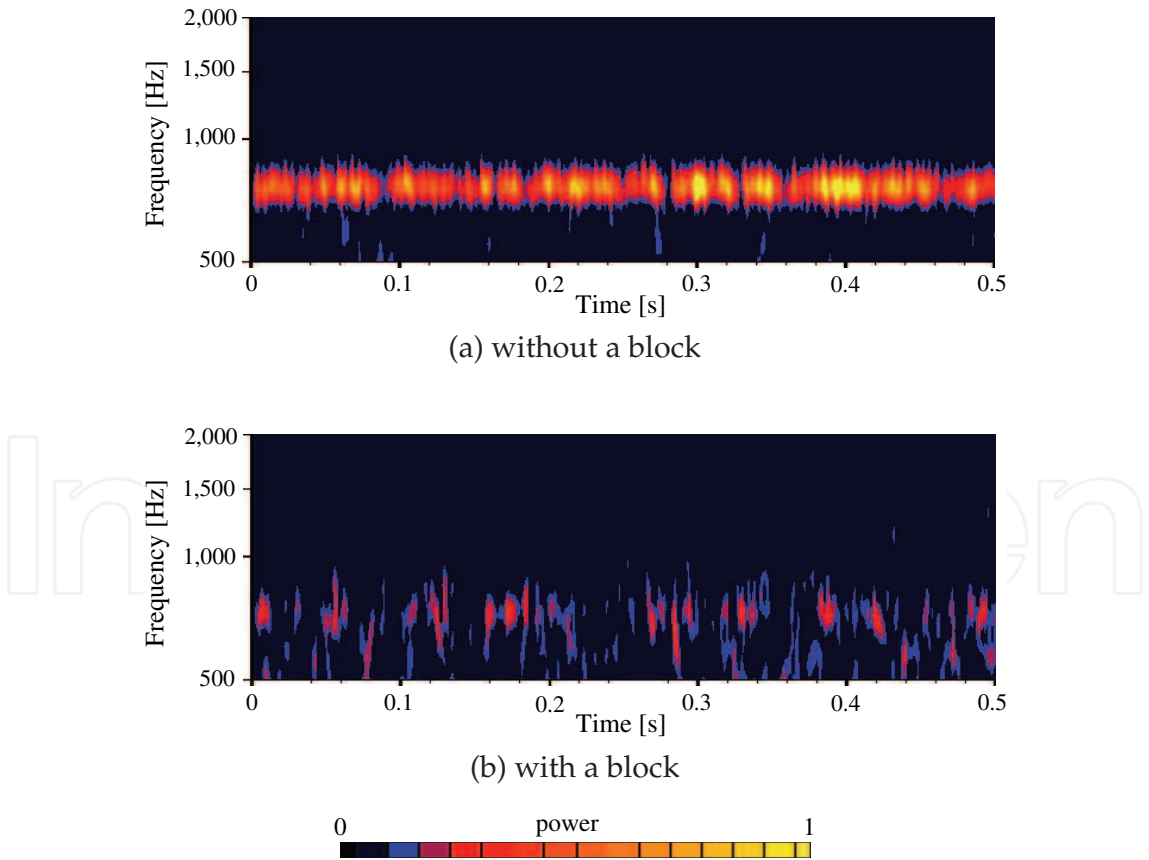 2,000
1,500
1,000
500
Frequency [Hz]
0 0.1 0.2 0.3 0.4 0.5
Time [s]
(a) without a block
2,000
1,500
1,000
500
Frequency [Hz]
0 0.1 0.2 0.3 0.4 0.5
Time [s]
(b) with a block
0 power 1
In
en